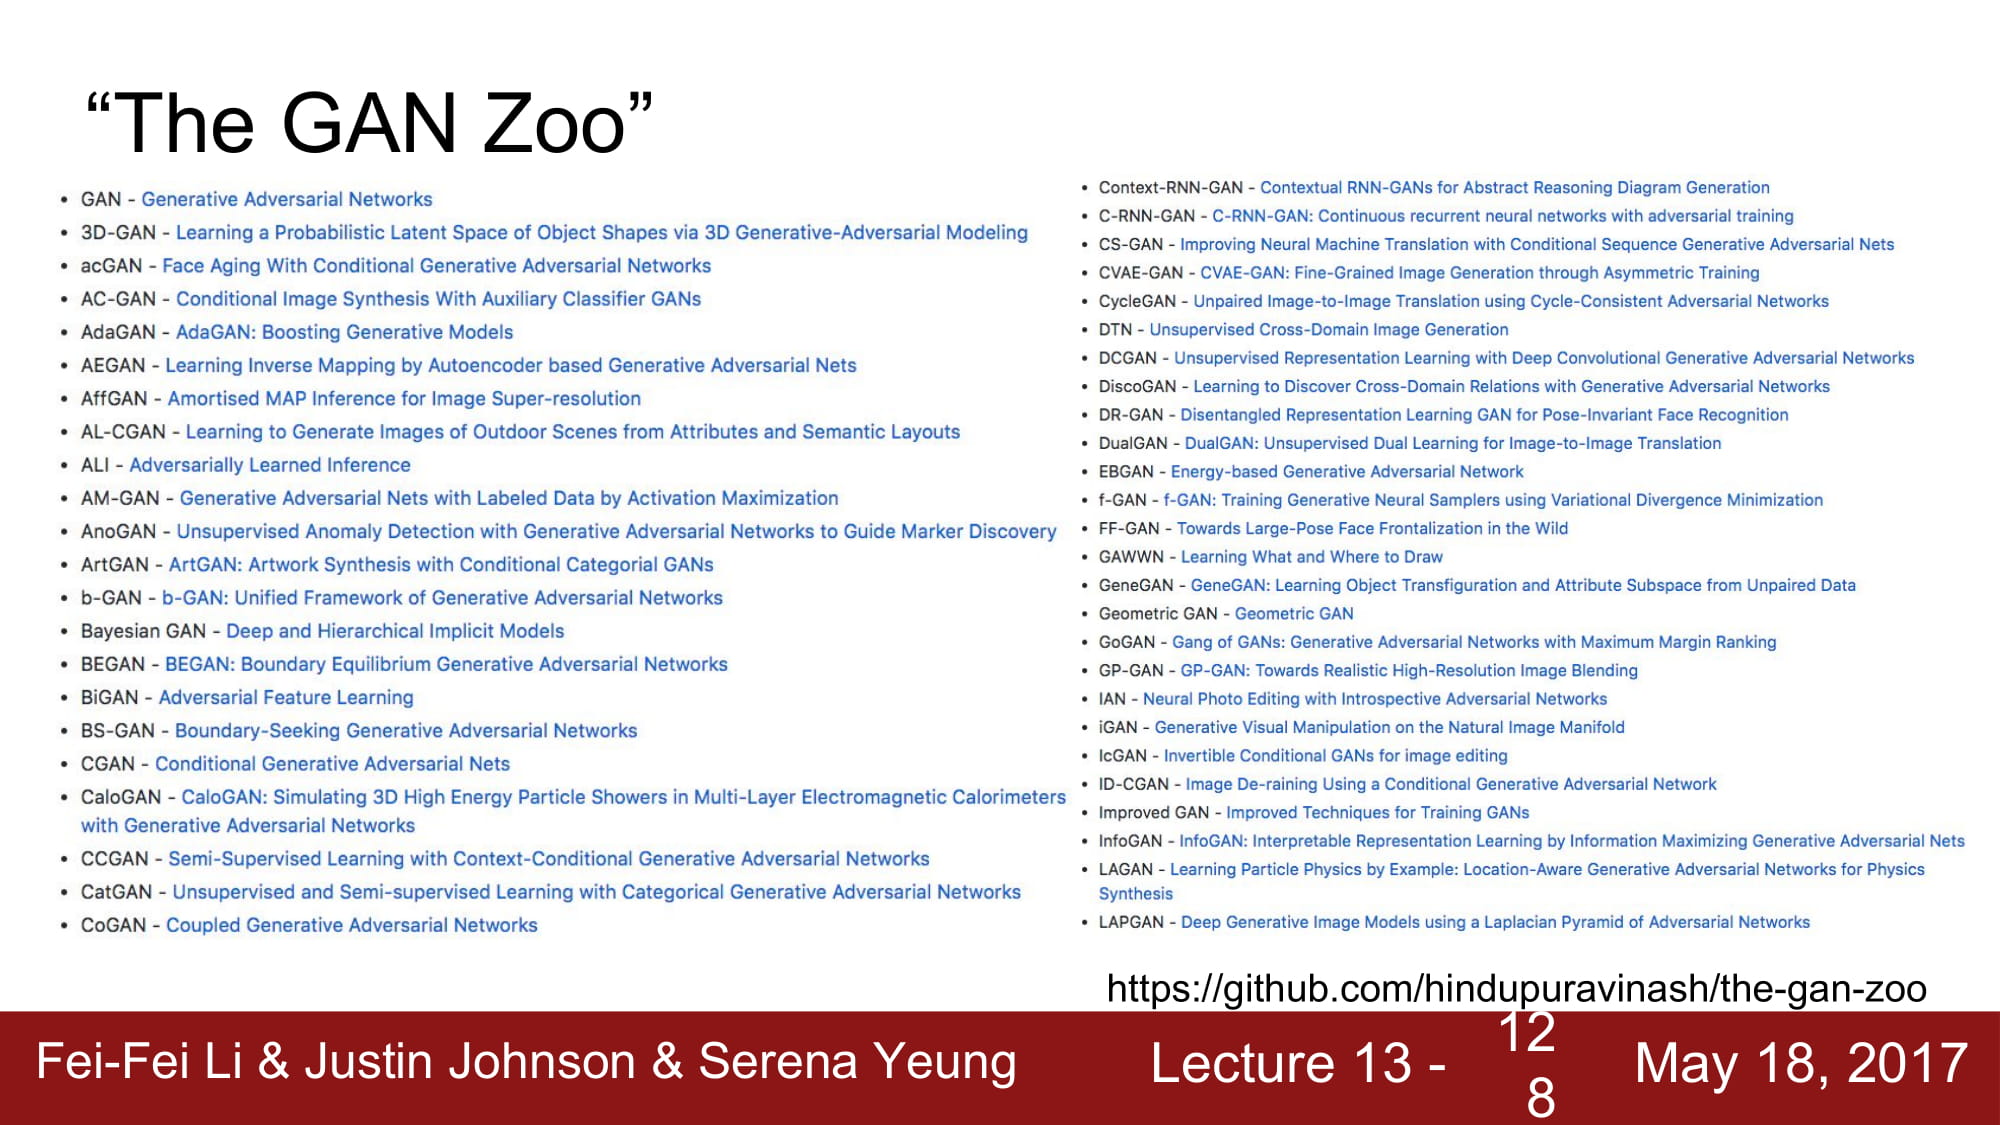 “The GAN Zoo”
• GAN - Generative Adversarial Networks
• 3D-GAN - Learning a Probabilistic Latent Space of Object Shapes via 3D Generative-Adversarial Modeling
• acGAN - Face Aging With Conditional Generative Adversarial Networks
• AC-GAN - Conditional Image Synthesis With Auxiliary Classifier GANs
• AdaGAN - AdaGAN: Boosting Generative Models
• AEGAN - Learning Inverse Mapping by Autoencoder based Generative Adversarial Nets
• AffGAN - Amortised MAP Inference for Image Super-resolution
• AL-CGAN - Learning to Generate Images of Outdoor Scenes from Attributes and Semantic Layouts
• ALI - Adversarially Learned Inference
• AM-GAN - Generative Adversarial Nets with Labeled Data by Activation Maximization
• AnoGAN - Unsupervised Anomaly Detection with Generative Adversarial Networks to Guide Marker Discovery
• ArtGAN - ArtGAN: Artwork Synthesis with Conditional Categorial GANs
• b-GAN - b-GAN: Unified Framework of Generative Adversarial Networks
• Bayesian GAN - Deep and Hierarchical Implicit Models
• BEGAN - BEGAN: Boundary Equilibrium Generative Adversarial Networks
• BiGAN - Adversarial Feature Learning
• BS-GAN - Boundary-Seeking Generative Adversarial Networks
• CGAN - Conditional Generative Adversarial Nets
• CaloGAN - CaloGAN: Simulating 3D High Energy Particle Showers in Multi-Layer Electromagnetic Calorimeters
with Generative Adversarial Networks
• CCGAN - Semi-Supervised Learning with Context-Conditional Generative Adversarial Networks
• CatGAN - Unsupervised and Semi-supervised Learning with Categorical Generative Adversarial Networks
• CoGAN - Coupled Generative Adversarial Networks
• Context-RNN-GAN - Contextual RNN-GANs for Abstract Reasoning Diagram Generation
• C-RNN-GAN - C-RNN-GAN: Continuous recurrent neural networks with adversarial training
• CS-GAN - Improving Neural Machine Translation with Conditional Sequence Generative Adversarial Nets
• CVAE-GAN - CVAE-GAN: Fine-Grained Image Generation through Asymmetric Training
• CycleGAN - Unpaired Image-to-Image Translation using Cycle-Consistent Adversarial Networks
• DTN - Unsupervised Cross-Domain Image Generation
• DCGAN - Unsupervised Representation Learning with Deep Convolutional Generative Adversarial Networks
• DiscoGAN - Learning to Discover Cross-Domain Relations with Generative Adversarial Networks
• DR-GAN - Disentangled Representation Learning GAN for Pose-Invariant Face Recognition
• DualGAN - DualGAN: Unsupervised Dual Learning for Image-to-Image Translation
• EBGAN - Energy-based Generative Adversarial Network
• f-GAN - f-GAN: Training Generative Neural Samplers using Variational Divergence Minimization
• FF-GAN - Towards Large-Pose Face Frontalization in the Wild
• GAWWN - Learning What and Where to Draw
• GeneGAN - GeneGAN: Learning Object Transfiguration and Attribute Subspace from Unpaired Data
• Geometric GAN - Geometric GAN
• GoGAN - Gang of GANs: Generative Adversarial Networks with Maximum Margin Ranking
• GP-GAN - GP-GAN: Towards Realistic High-Resolution Image Blending
• IAN - Neural Photo Editing with Introspective Adversarial Networks
• iGAN - Generative Visual Manipulation on the Natural Image Manifold
• IcGAN - Invertible Conditional GANs for image editing
• ID-CGAN - Image De-raining Using a Conditional Generative Adversarial Network
• Improved GAN - Improved Techniques for Training GANs
• InfoGAN - InfoGAN: Interpretable Representation Learning by Information Maximizing Generative Adversarial Nets
• LAGAN - Learning Particle Physics by Example: Location-Aware Generative Adversarial Networks for Physics
Synthesis
• LAPGAN - Deep Generative Image Models using a Laplacian Pyramid of Adversarial Networks
https://github.com/hindupuravinash/the-gan-zoo
Fei-Fei Li & Justin Johnson & Serena Yeung
Lecture 13 -
12
8
May 18, 2017